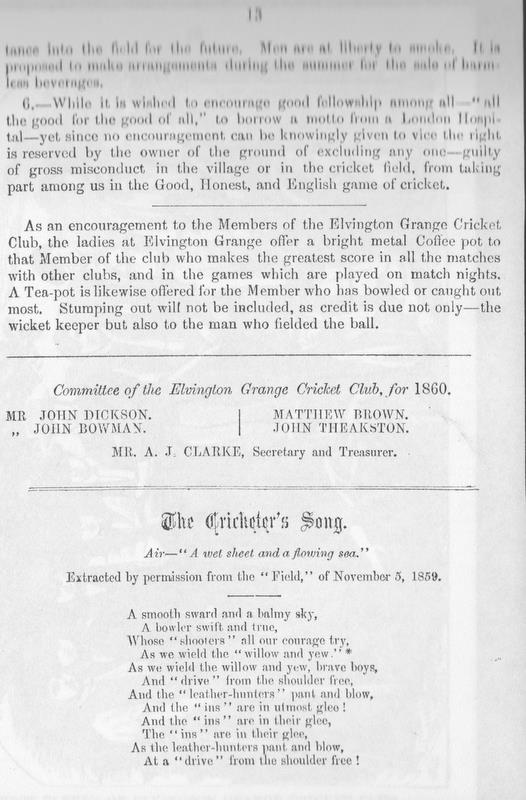 13
tance into the field for the future. Men are at liberty to smoke. It is
proposed to make arrangements during the summer for the sale of harm-
less beverages.
6.—While it is wished to encourage good fellowship among all—"all
the good for the good of all," to borrow a motto from a London Hospi-
tal—yet since no encouragement can be knowingly given to vice the right
is reserved by the owner of the ground of excluding any one—guilty
of gross misconduct in the village or in the cricket field, from taking
part among us in the Good, Honest, and English game of cricket.
As an encouragement to the Members of the Elvington Grange Cricket
Club, the ladies at Elvington Grange offer a bright metal Coffee pot to
that Member of the club who makes the greatest score in all the matches
with other clubs, and in the games which are played on match nights.
A Tea-pot is likewise offered for the Member who has bowled or caught out
most. Stumping out will not be included, as credit is due not only—the
wicket keeper but also to the man who fielded the ball.
Committee of the Elvington Grange Cricket Club, for 1860.
MR JOHN DICKSON. MATTHEW BROWN.
„ JOHN BOWMAN. JOHN THEAKSTON.
MR. A. J. CLARKE, Secretary and Treasurer.
The Cricketer's Song.
Air—"A wet sheet and a flowing sea."
Extracted by permission from the "Field," of November 5, 1859.
A smooth sward and a balmy sky,
A bowler swift and true,
Whose "shooters" all our courage try,
As we wield the "willow and yew."*
As we wield the willow and yew, brave boys,
And "drive" from the shoulder free,
And the "leather-hunters" pant and blow,
And the "ins" are in utmost glee!
And the "ins" are in their glee,
The "ins" are in their glee,
As the leather-hunters pant and blow,
At a "drive" from the shoulder free!